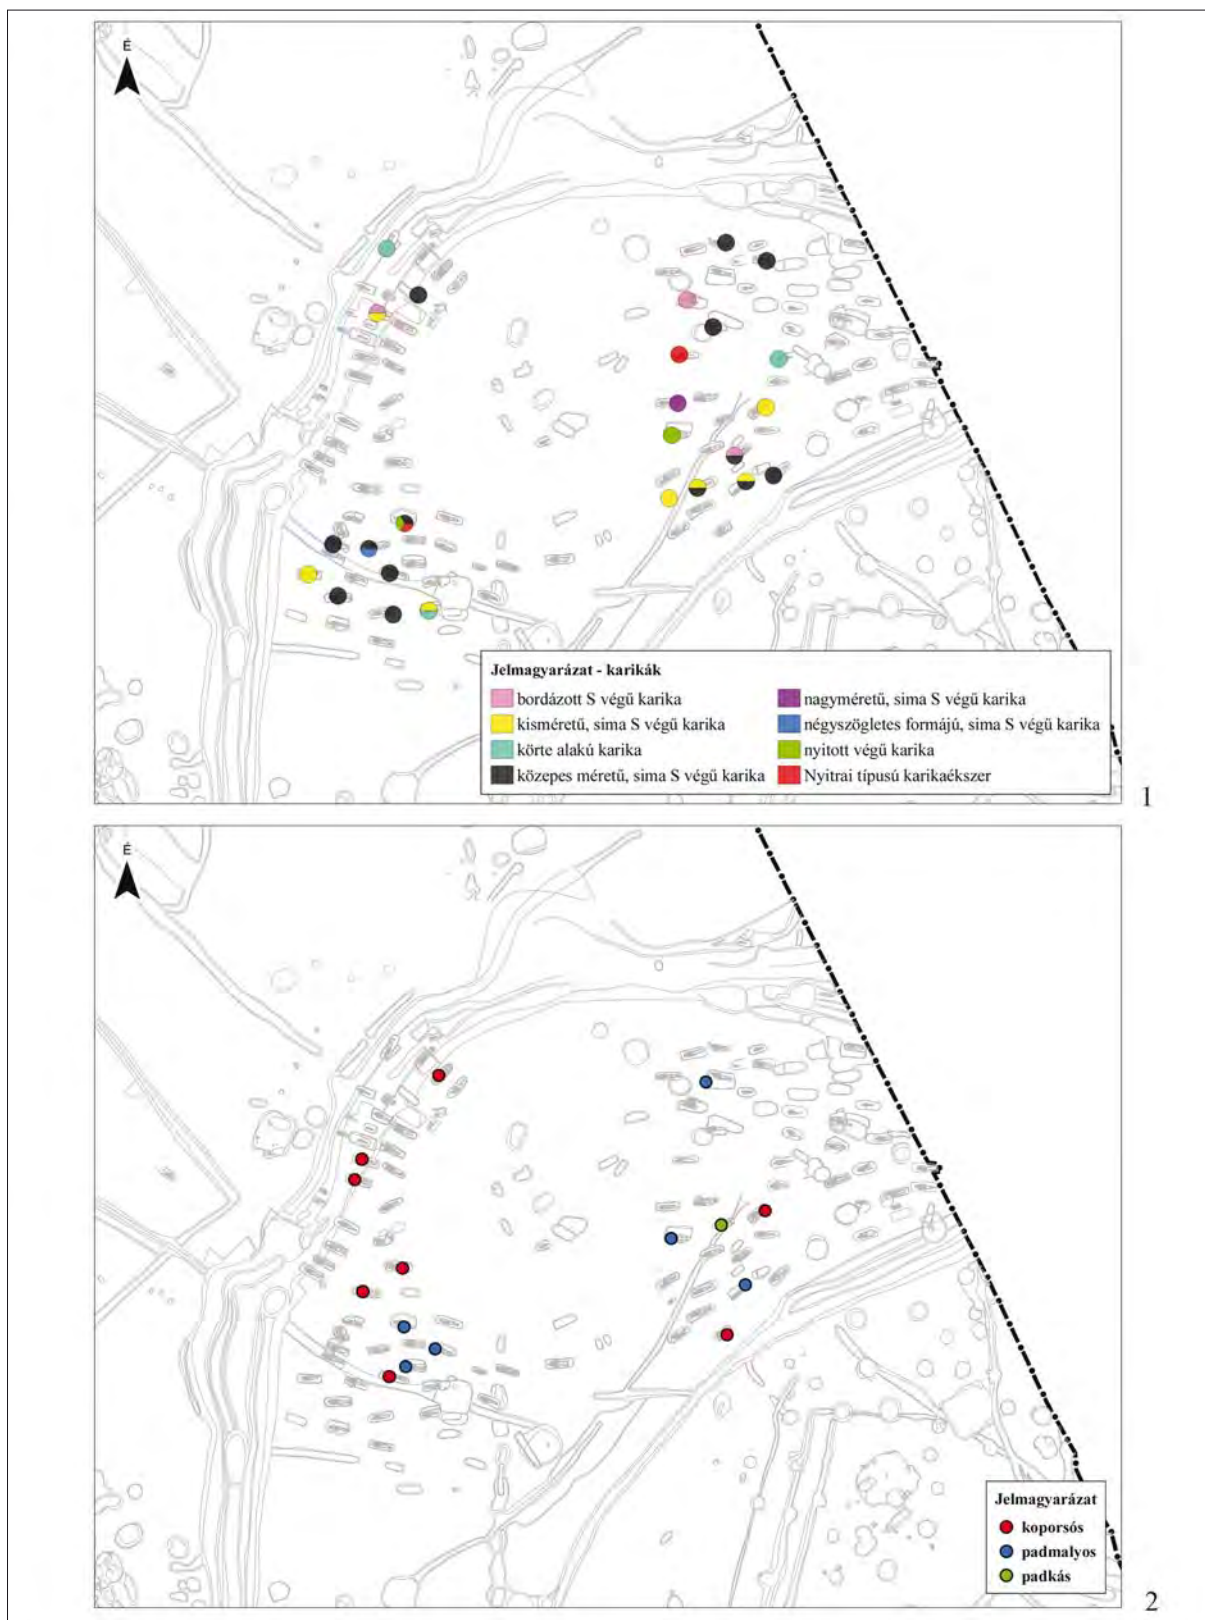 É
Jelmagyarázat - karikák
bordázott S végű karika
kisméretű, sima S végű karika
körte alakú karika
közepes méretű, sima S végű karika
nagyméretű, sima S végű karika
négyszögletes formájú, sima S végű karika
nyitott végű karika
Nyitrai típusú karikaékszer
1
É
Jelmagyarázat
koporsós
padmalyos
padkás
2